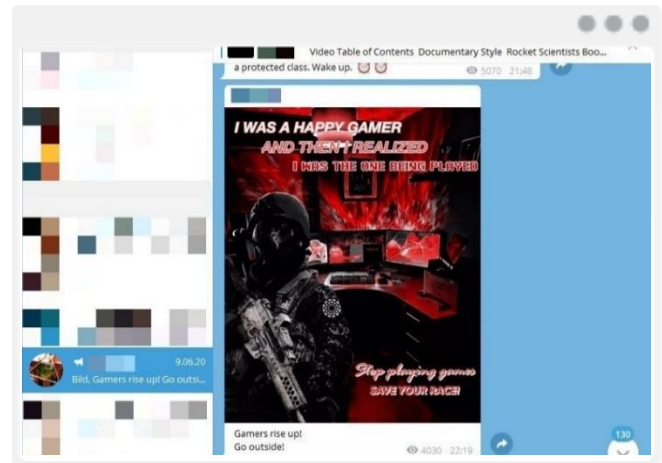 Video Table of Contents Documentary Style Rocket Scientists Boo...
a protected class. Wake up.
5070 21:48
I WAS A HAPPY GAMER
AND THEN I REALIZED
I WAS THE ONE BEING PLAYED
Stop playing games
SAVE YOUR RACE!
Gamers rise up!
Go outside!
4030 22:19
9.06.20
Bild, Gamers rise up! Go outsi...
130